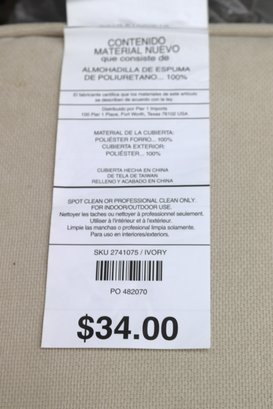 CONTENIDO
MATERIAL NUEVO
que consiste de
ALMOHADILLA DE ESPUMA
DE POLIURETANO... 100%
El fabricante certifica que los materiales de este artículo
se describen de acuerdo con la ley.
Distribuido por Pier 1 Imports
100 Pier 1 Place, Fort Worth, Texas 76102 USA
MATERIAL DE LA CUBIERTA:
POLIÉSTER FORRO... 100%
CUBIERTA EXTERIOR:
POLIÉSTER... 100%
CUBIERTA HECHA EN CHINA
DE TELA DE TAIWAN
RELLENO Y ACABADO EN CHINA
SPOT CLEAN OR PROFESSIONAL CLEAN ONLY.
FOR INDOOR/OUTDOOR USE.
Nettoyer les taches ou nettoyer à professionnel seulement.
Utiliser à l'intérieur et à l'extérieur.
Limpie las manchas o profesional limpia solamente.
Para uso en interiores/exteriores.
SKU 2741075 / IVORY
PO 482070
$34.00